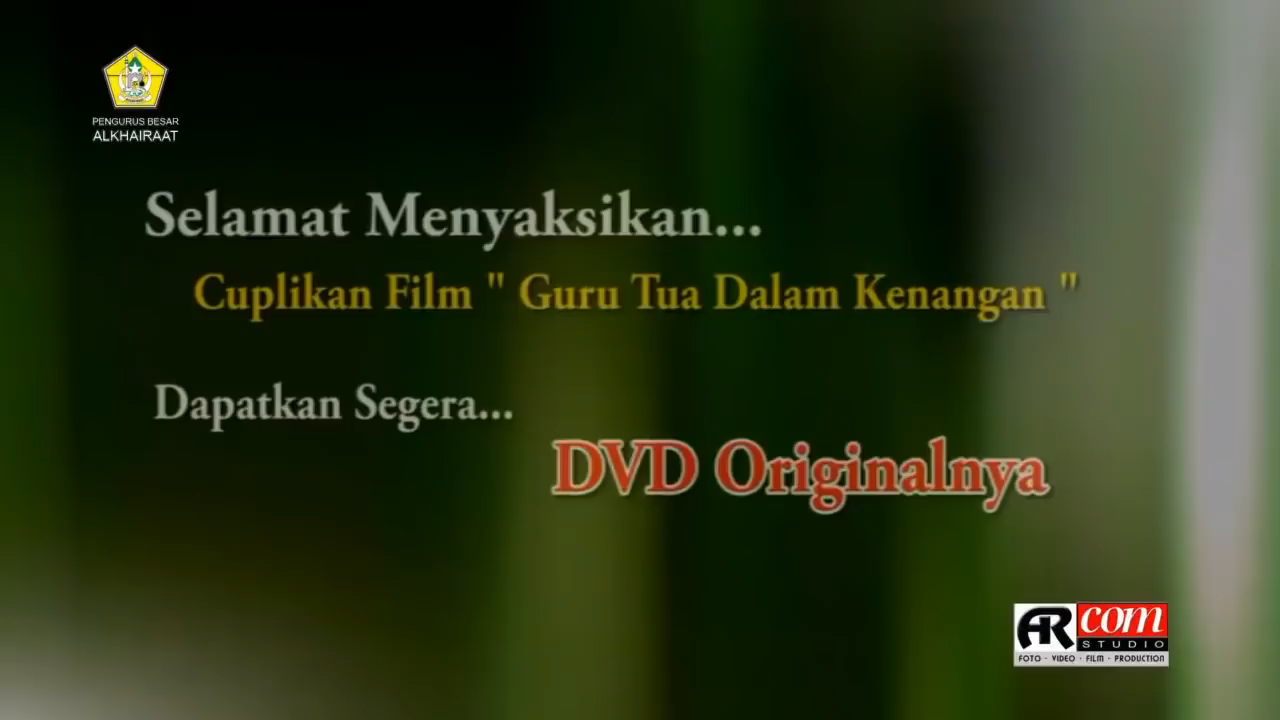 PENGURUS BESAR
ALKHAIRAAT
Selamat Menyaksikan...
Cuplikan Film " Guru Tua Dalam Kenangan "
Dapatkan Segera...
DVD Originalnya
AR com
STUDIO
FOTO - VIDEO - FILM - PRODUCTION